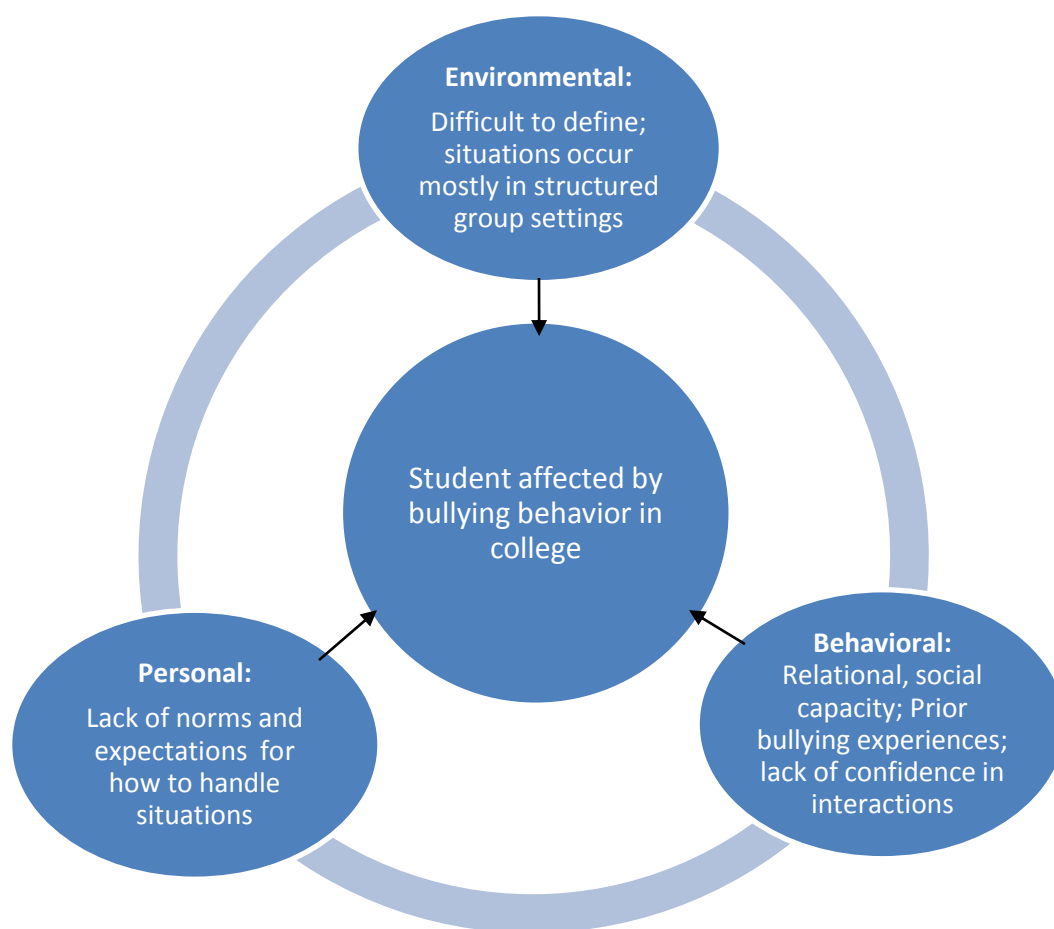 Environmental:
Difficult to define;
situations occur
mostly in structured
group settings
Student affected by
bullying behavior in
college
Personal:
Lack of norms and
expectations  for
how to handle
situations
Behavioral:
Relational, social
capacity; Prior
bullying experiences;
lack of confidence in
interactions